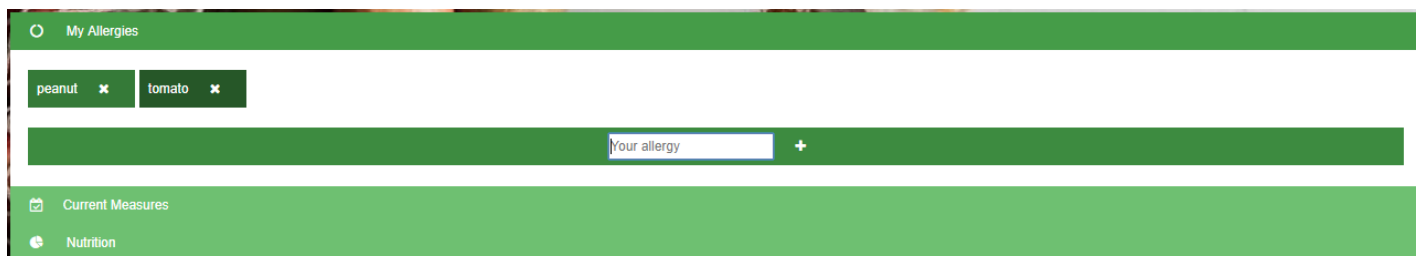 My Allergies
peanut ✖ tomato ✖
Your allergy +
Current Measures
Nutrition